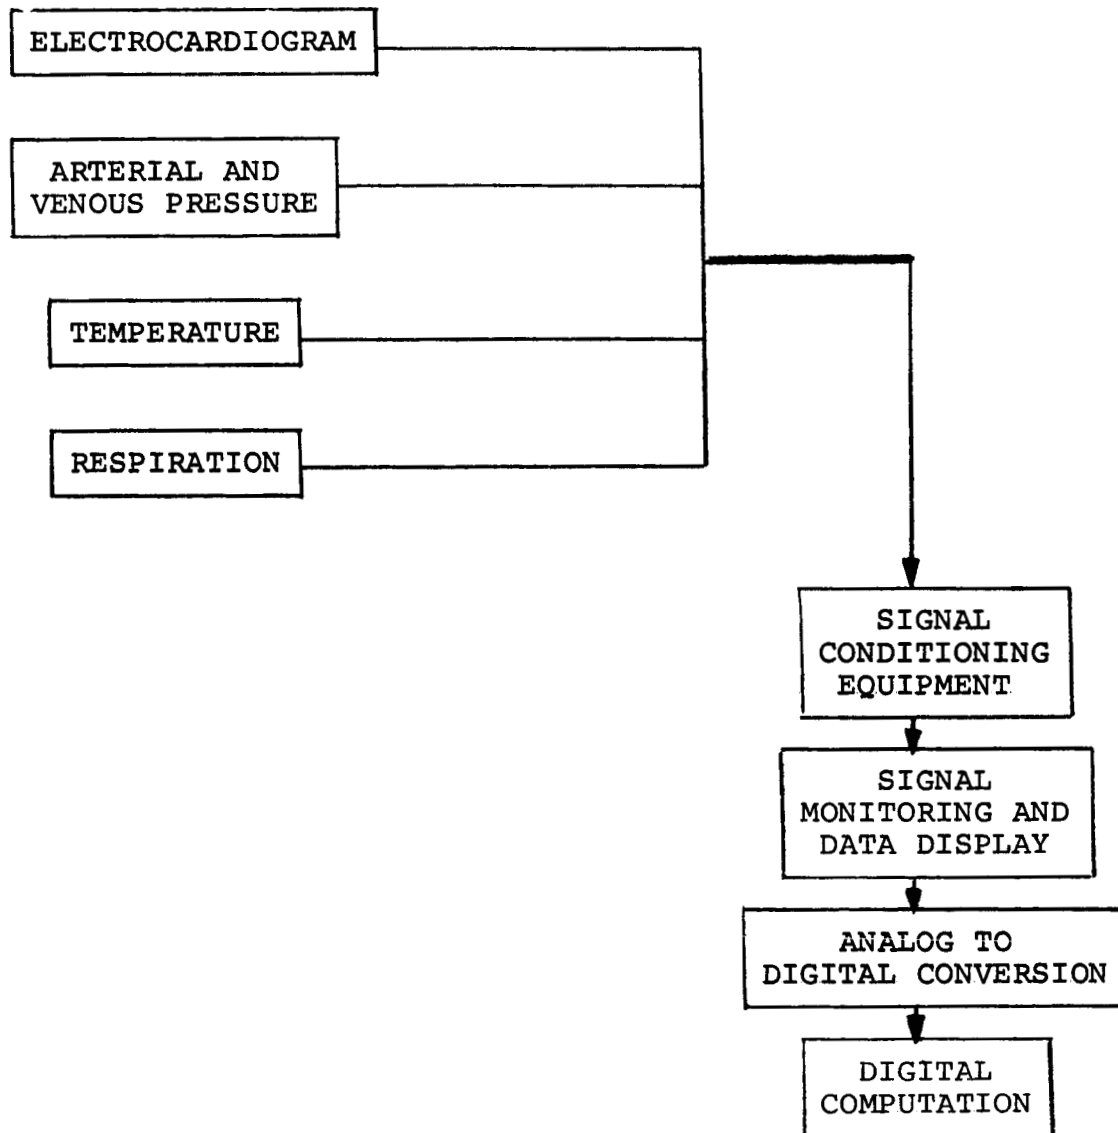 ELECTROCARDIOGRAM
ARTERIAL AND
VENOUS PRESSURE
TEMPERATURE
RESPIRATION
SIGNAL
CONDITIONING
EQUIPMENT
SIGNAL
MONITORING AND
DATA DISPLAY
ANALOG TO
DIGITAL CONVERSION
DIGITAL
COMPUTATION